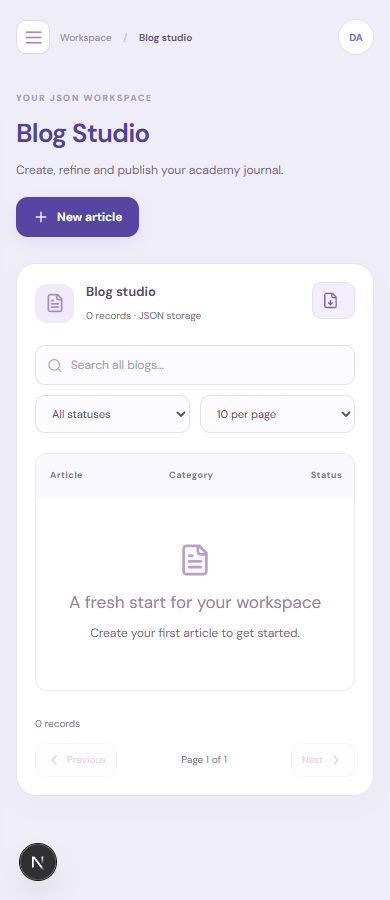 Workspace / Blog studio
DA
YOUR JSON WORKSPACE
Blog Studio
Create, refine and publish your academy journal.
New article
Blog studio
0 records · JSON storage
Search all blogs...
All statuses
10 per page
Article Category Status
A fresh start for your workspace
Create your first article to get started.
0 records
Previous Page 1 of 1 Next
N